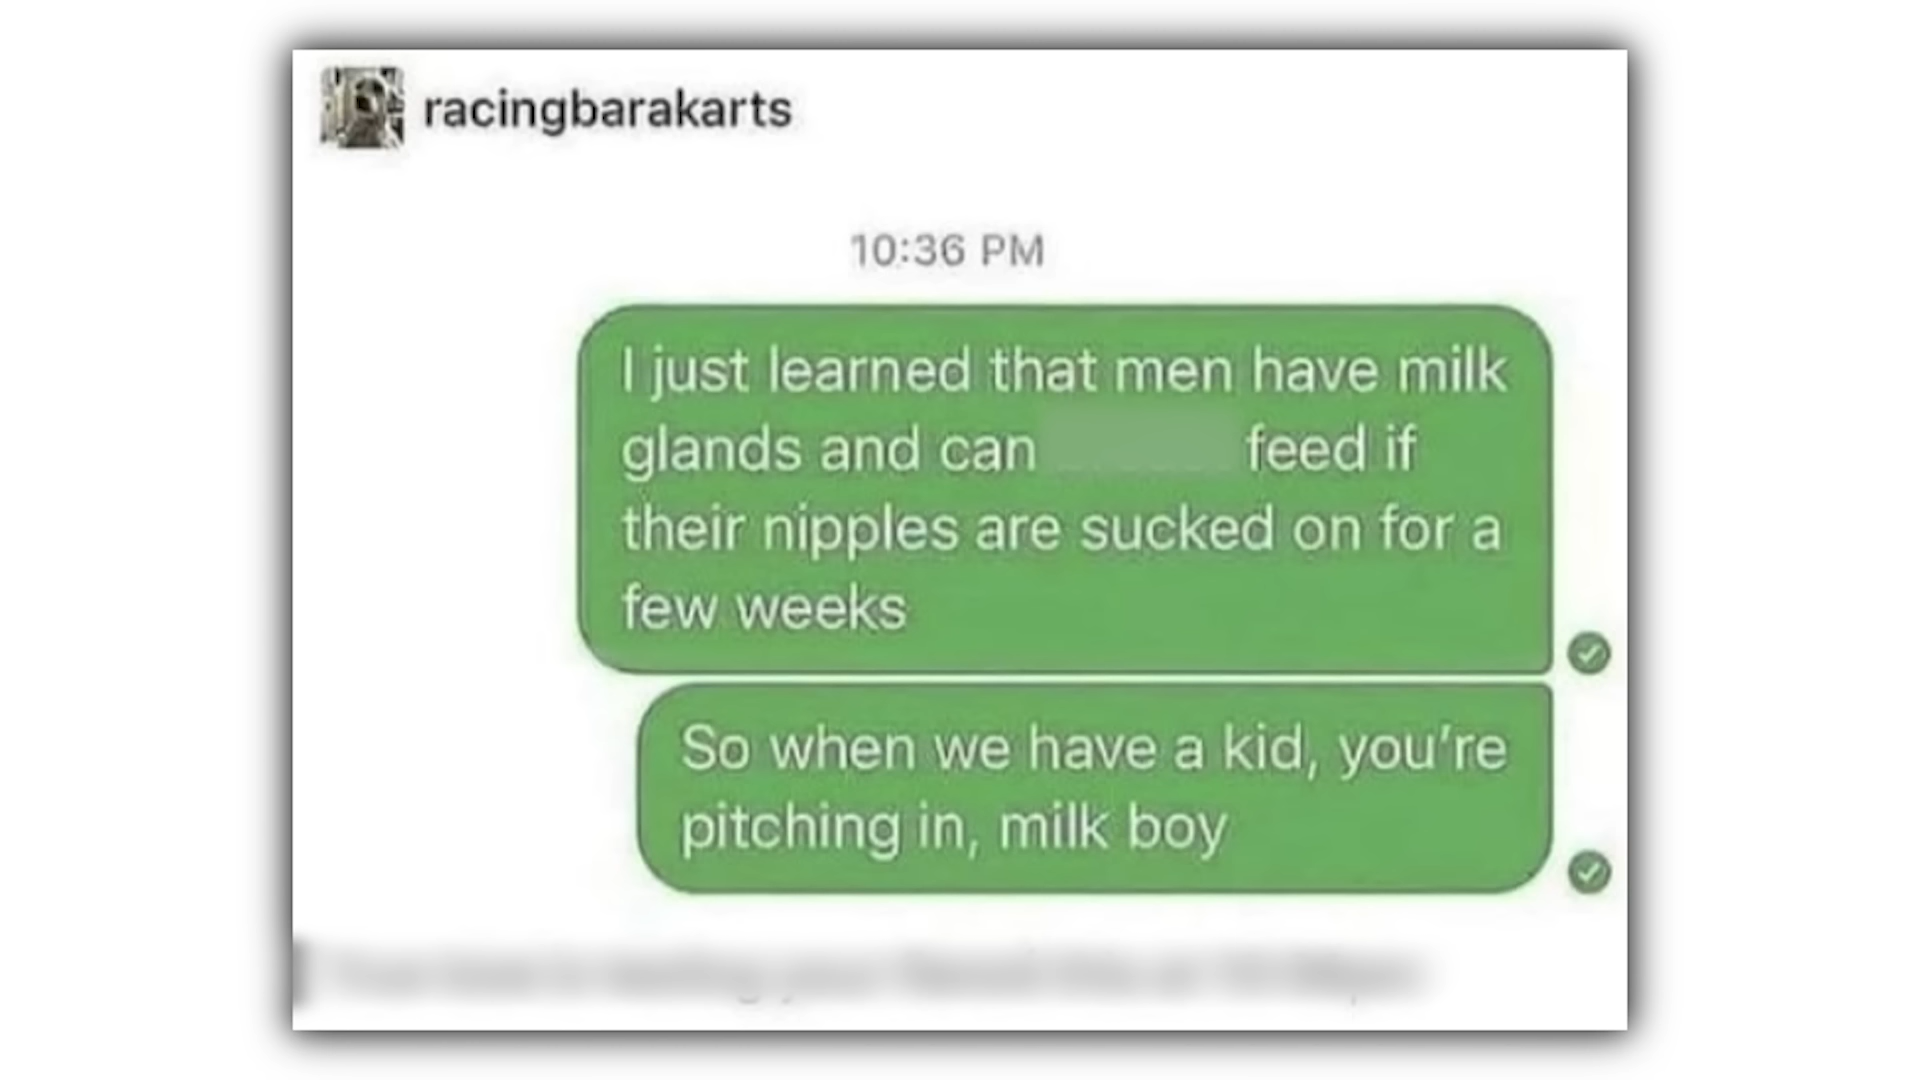 racingbarakarts
10:36 PM
I just learned that men have milk
glands and can feed if
their nipples are sucked on for a
few weeks
So when we have a kid, you're
pitching in, milk boy